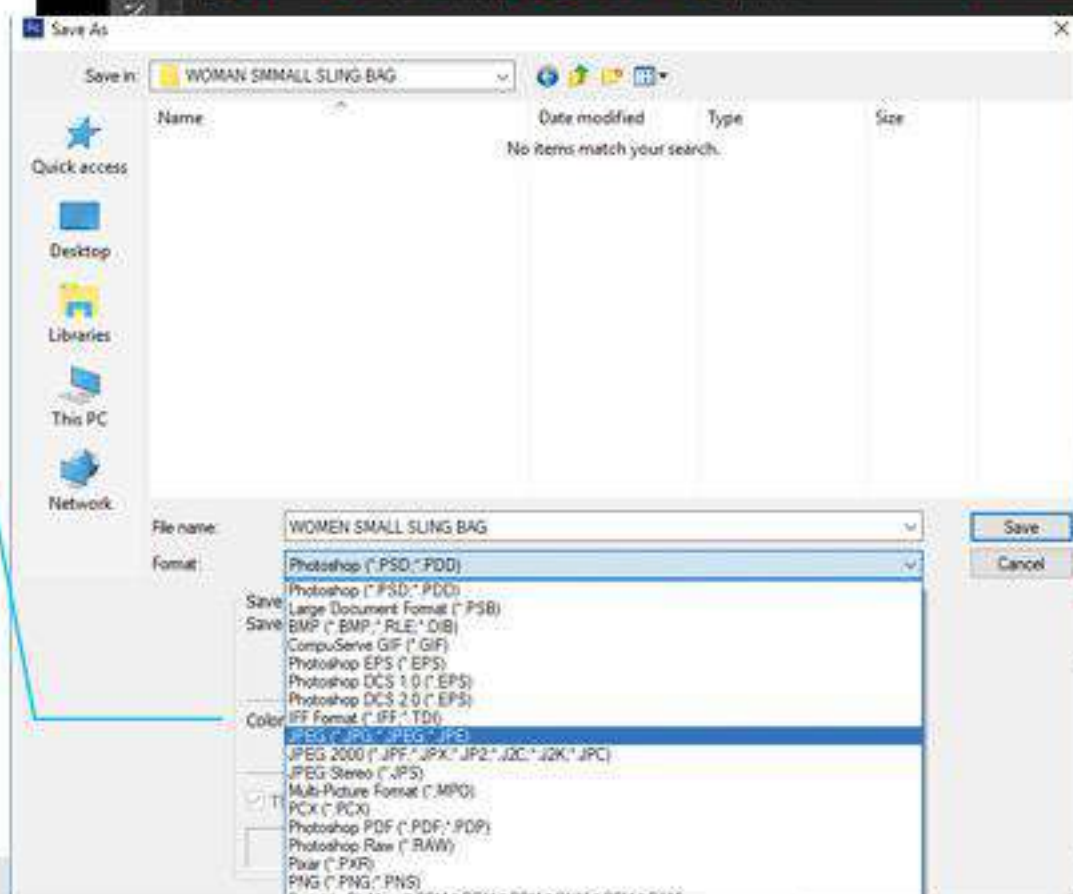 Save As
Save in: WOMAN SMMALL SLING BAG
Name Date modified Type Size
No items match your search.
Quick access
Desktop
Libraries
This PC
Network
File name: WOMEN SMALL SLING BAG Save
Format: Photoshop (*.PSD;*.PDD) Cancel
Photoshop (*.PSD;*.PDD)
Save Large Document Format (*.PSB)
Save BMP (*.BMP;*.RLE;*.DIB)
CompuServe GIF (*.GIF)
Photoshop EPS (*.EPS)
Photoshop DCS 1.0 (*.EPS)
Photoshop DCS 2.0 (*.EPS)
Color IFF Format (*.IFF;*.TDI)
JPEG (*.JPG;*.JPEG;*.JPE)
JPEG 2000 (*.JPF;*.JPX;*.JP2;*.J2C;*.J2K;*.JPC)
JPEG Stereo (*.JPS)
Multi-Picture Format (*.MPO)
PCX (*.PCX)
Photoshop PDF (*.PDF;*.PDP)
Photoshop Raw (*.RAW)
Pixar (*.PXR)
PNG (*.PNG;*.PNS)